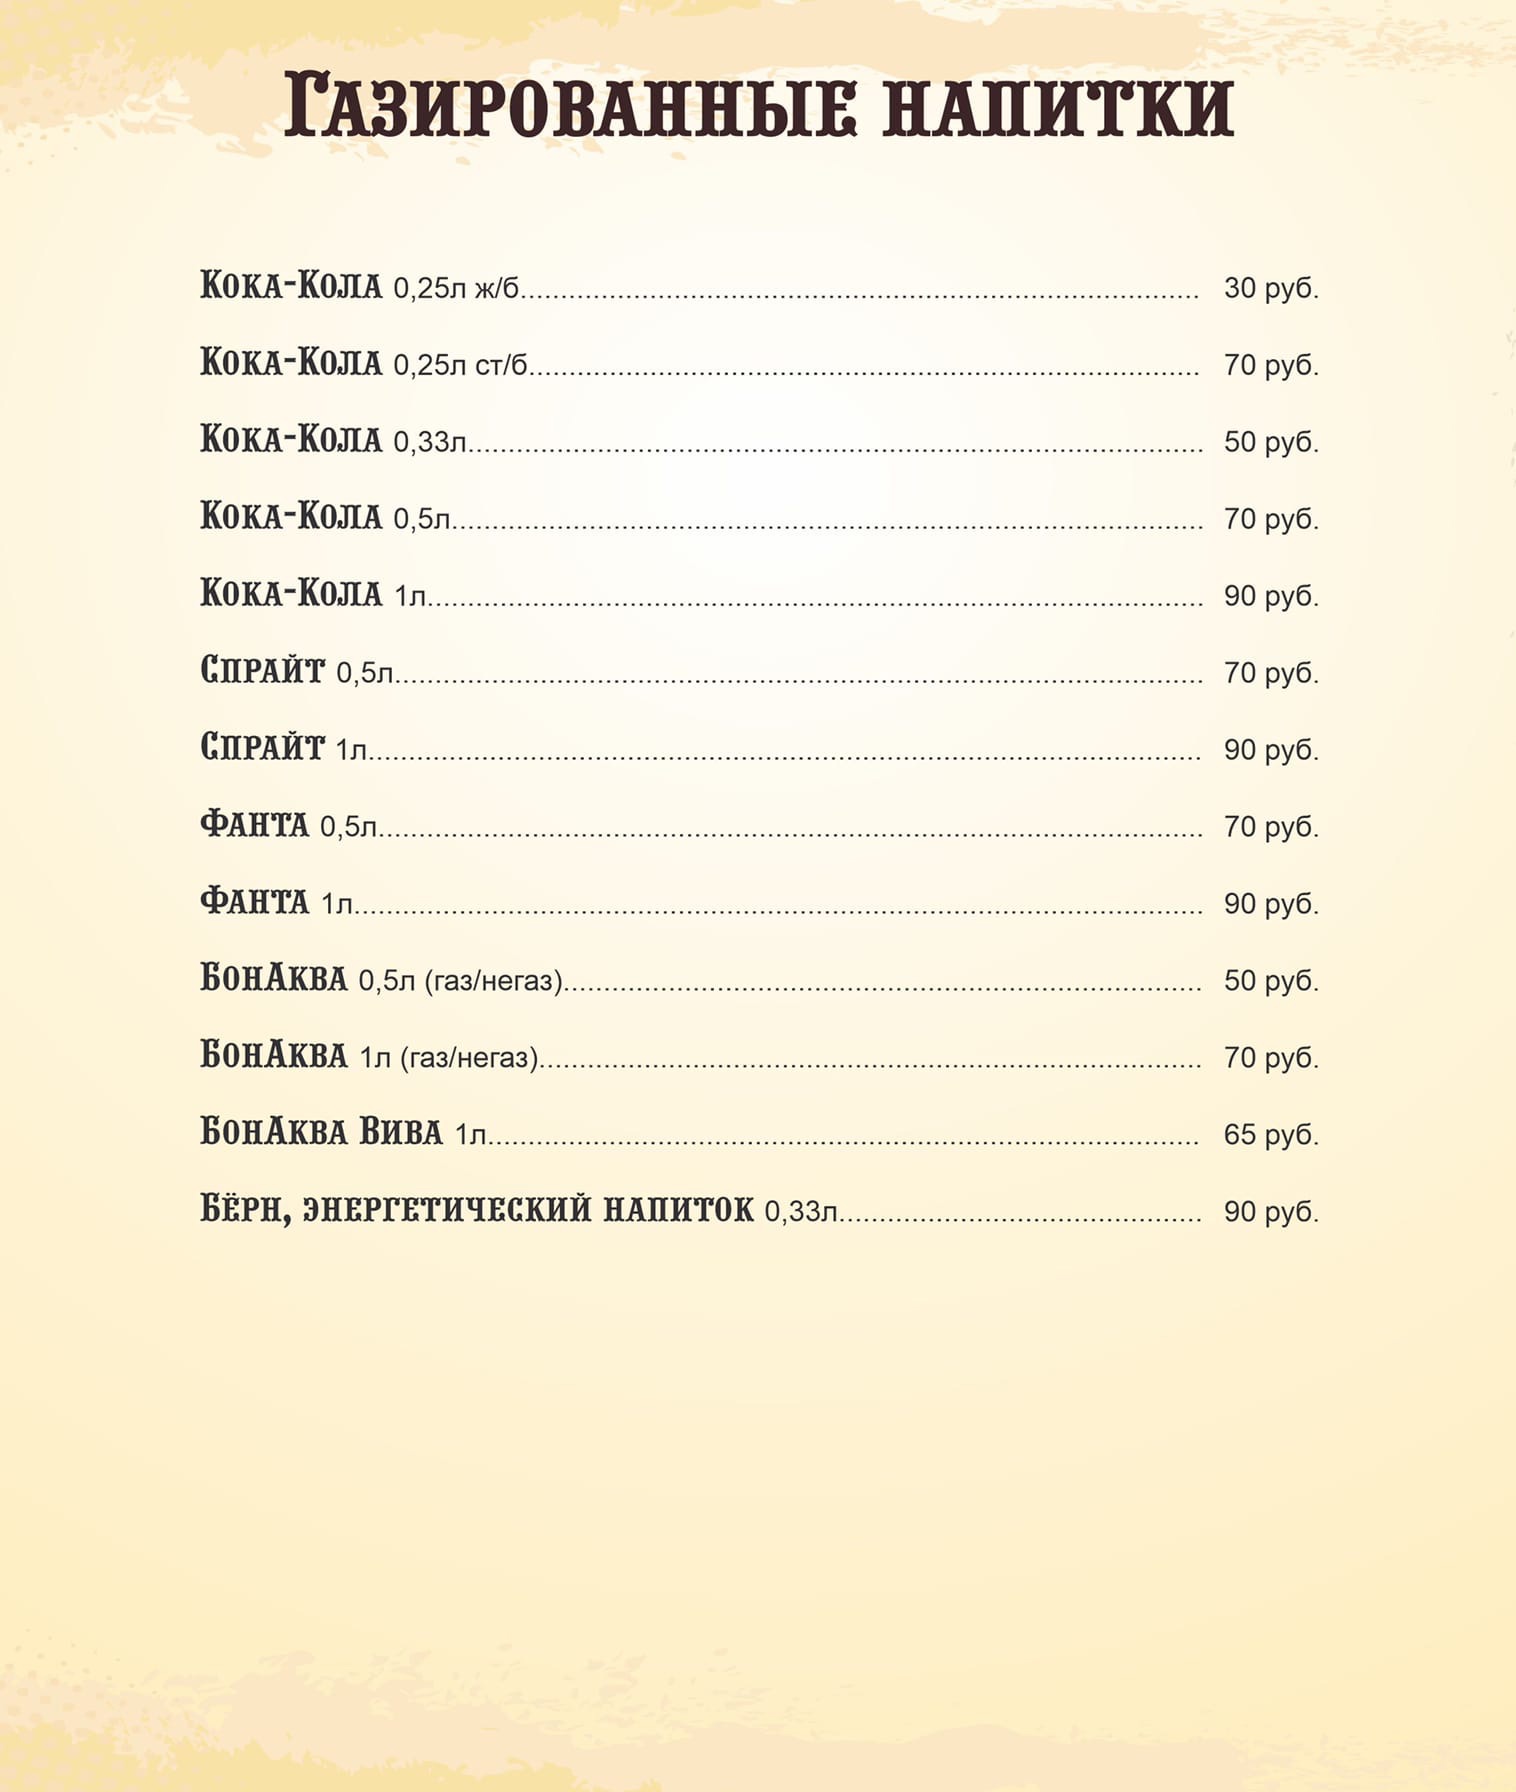 Газированные напитки
Кока-Кола 0,25л ж/б 30 руб.
Кока-Кола 0,25л ст/б 70 руб.
Кока-Кола 0,33л 50 руб.
Кока-Кола 0,5л 70 руб.
Кока-Кола 1л 90 руб.
Спрайт 0,5л 70 руб.
Спрайт 1л 90 руб.
Фанта 0,5л 70 руб.
Фанта 1л 90 руб.
БонАква 0,5л (газ/негаз) 50 руб.
БонАква 1л (газ/негаз) 70 руб.
БонАква Вива 1л 65 руб.
Бёрн, энергетический напиток 0,33л 90 руб.